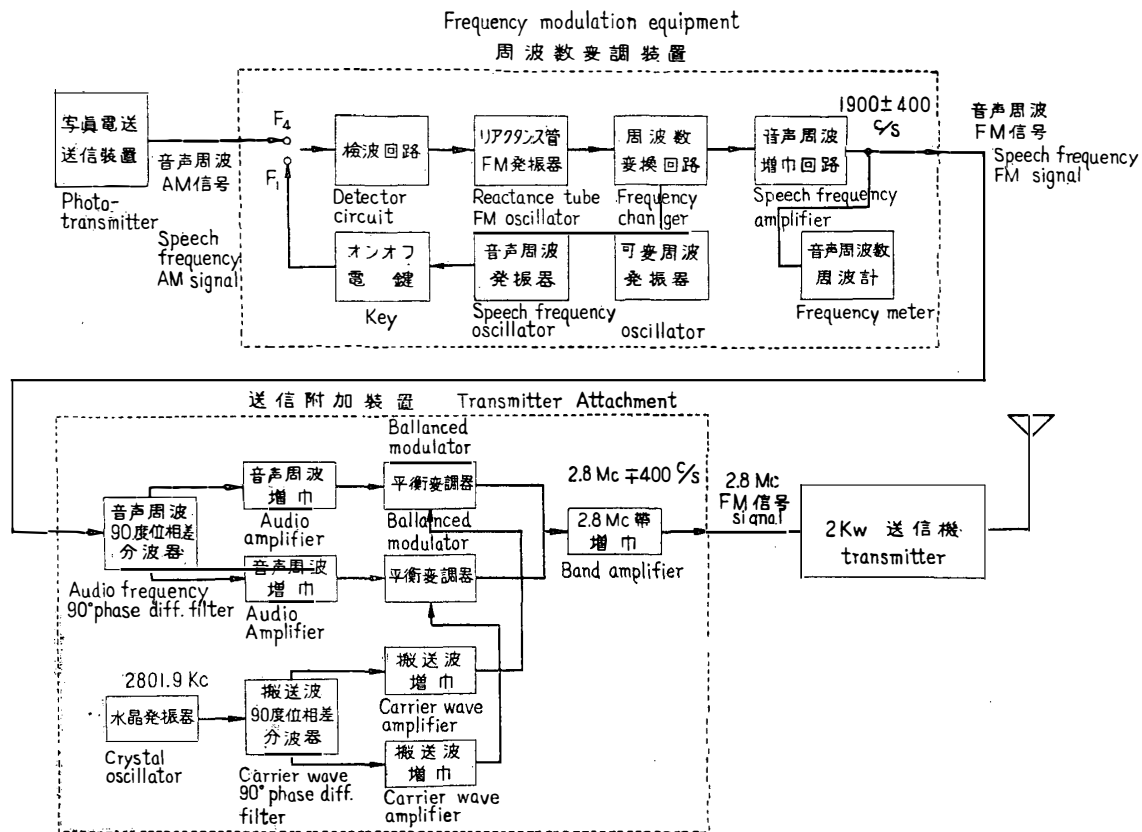 Frequency modulation equipment
周波数変調装置
写眞電送
送信装置
Photo-
transmitter
音声周波
AM信号
Speech
frequency
AM signal
F4
F1
検波回路
Detector
circuit
リアクタンス管
FM発振器
Reactance tube
FM oscillator
周波数
変換回路
Frequency
changer
音声周波
増巾回路
Speech frequency
amplifier
1900±400
c/s
音声周波
FM信号
Speech frequency
FM signal
オンオフ
電鍵
Key
音声周波
発振器
Speech frequency
oscillator
可変周波
発振器
oscillator
音声周波数
周波計
Frequency meter
送信附加装置 Transmitter Attachment
音声周波
90度位相差
分波器
Audio frequency
90° phase diff. filter
音声周波
増巾
Audio
amplifier
音声周波
増巾
Audio
Amplifier
Ballanced
modulator
平衡変調器
Ballanced
modulator
平衡変調器
2.8 Mc ∓400 c/s
2.8 Mc 帯
増巾
Band amplifier
2.8 Mc
FM信号
signal
2Kw 送信機
transmitter
2801.9 Kc
水晶発振器
Crystal
oscillator
搬送波
90度位相差
分波器
Carrier wave
90° phase diff.
filter
搬送波
増巾
Carrier wave
amplifier
搬送波
増巾
Carrier wave
amplifier